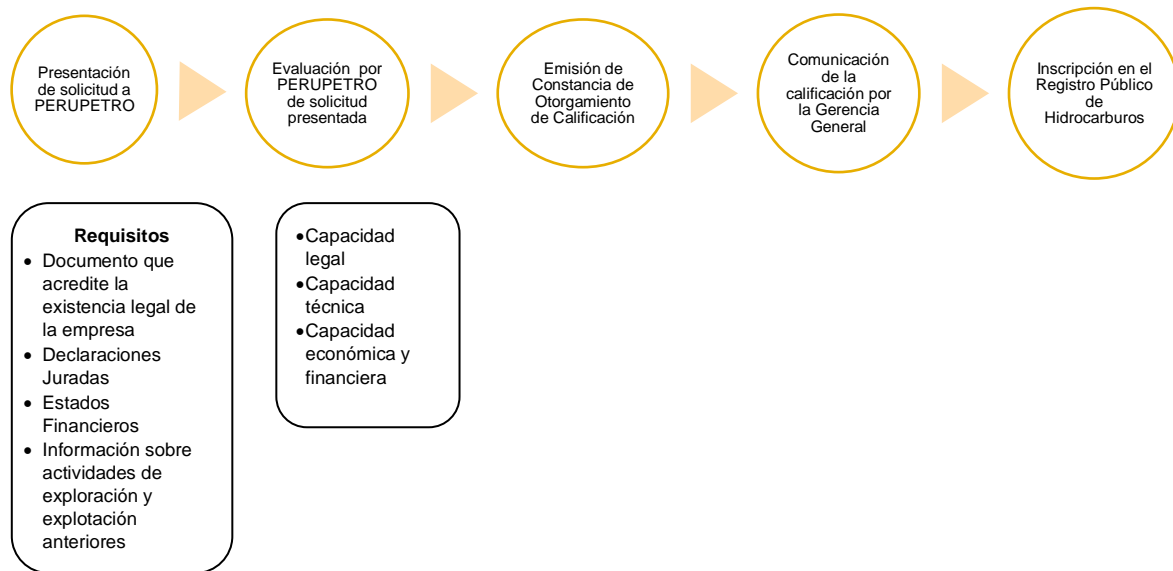 Presentación
de solicitud a
PERUPETRO
Evaluación por
PERUPETRO
de solicitud
presentada
Emisión de
Constancia de
Otorgamiento
de Calificación
Comunicación
de la
calificación por
la Gerencia
General
Inscripción en el
Registro Público
de
Hidrocarburos
Requisitos
• Documento que
acredite la
existencia legal de
la empresa
• Declaraciones
Juradas
• Estados
Financieros
• Información sobre
actividades de
exploración y
explotación
anteriores
•Capacidad
legal
•Capacidad
técnica
•Capacidad
económica y
financiera